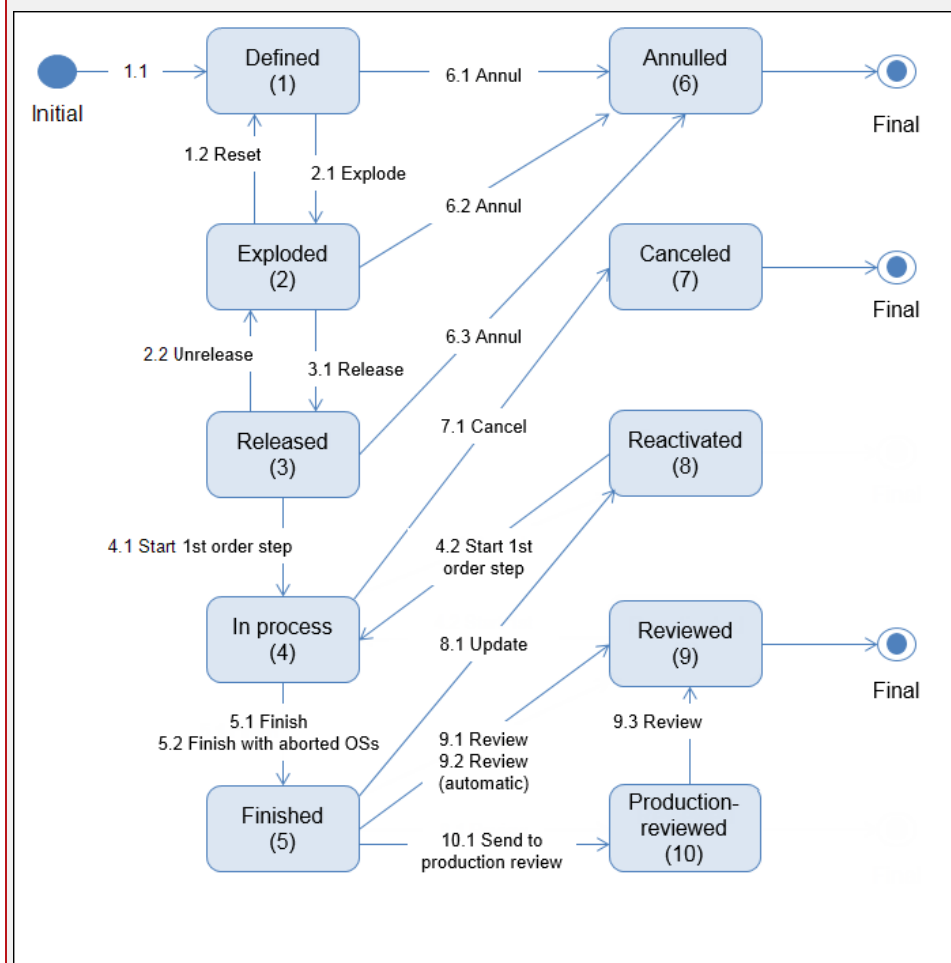 Defined
(1)
Annulled
(6)
1.1
6.1 Annul
Initial
Final
1.2 Reset
2.1 Explode
6.2 Annul
Exploded
(2)
Canceled
(7)
Final
2.2 Unrelease
3.1 Release
6.3 Annul
7.1 Cancel
Released
(3)
Reactivated
(8)
4.1 Start 1st order step
4.2 Start 1st
order step
In process
(4)
8.1 Update
Reviewed
(9)
Final
5.1 Finish
5.2 Finish with aborted OSs
9.1 Review
9.2 Review
(automatic)
9.3 Review
Finished
(5)
10.1 Send to
production review
Production-
reviewed
(10)